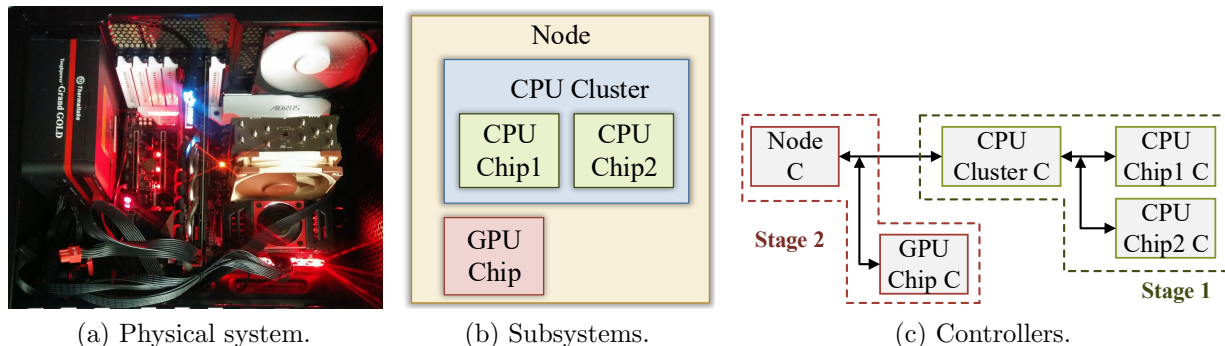 Thermaltake
Toughpower Grand GOLD
AORUS
Node
CPU Cluster
CPU
Chip1
CPU
Chip2
GPU
Chip
Node
C
CPU
Cluster C
CPU
Chip1 C
CPU
Chip2 C
GPU
Chip C
Stage 2
Stage 1
(a) Physical system.
(b) Subsystems.
(c) Controllers.